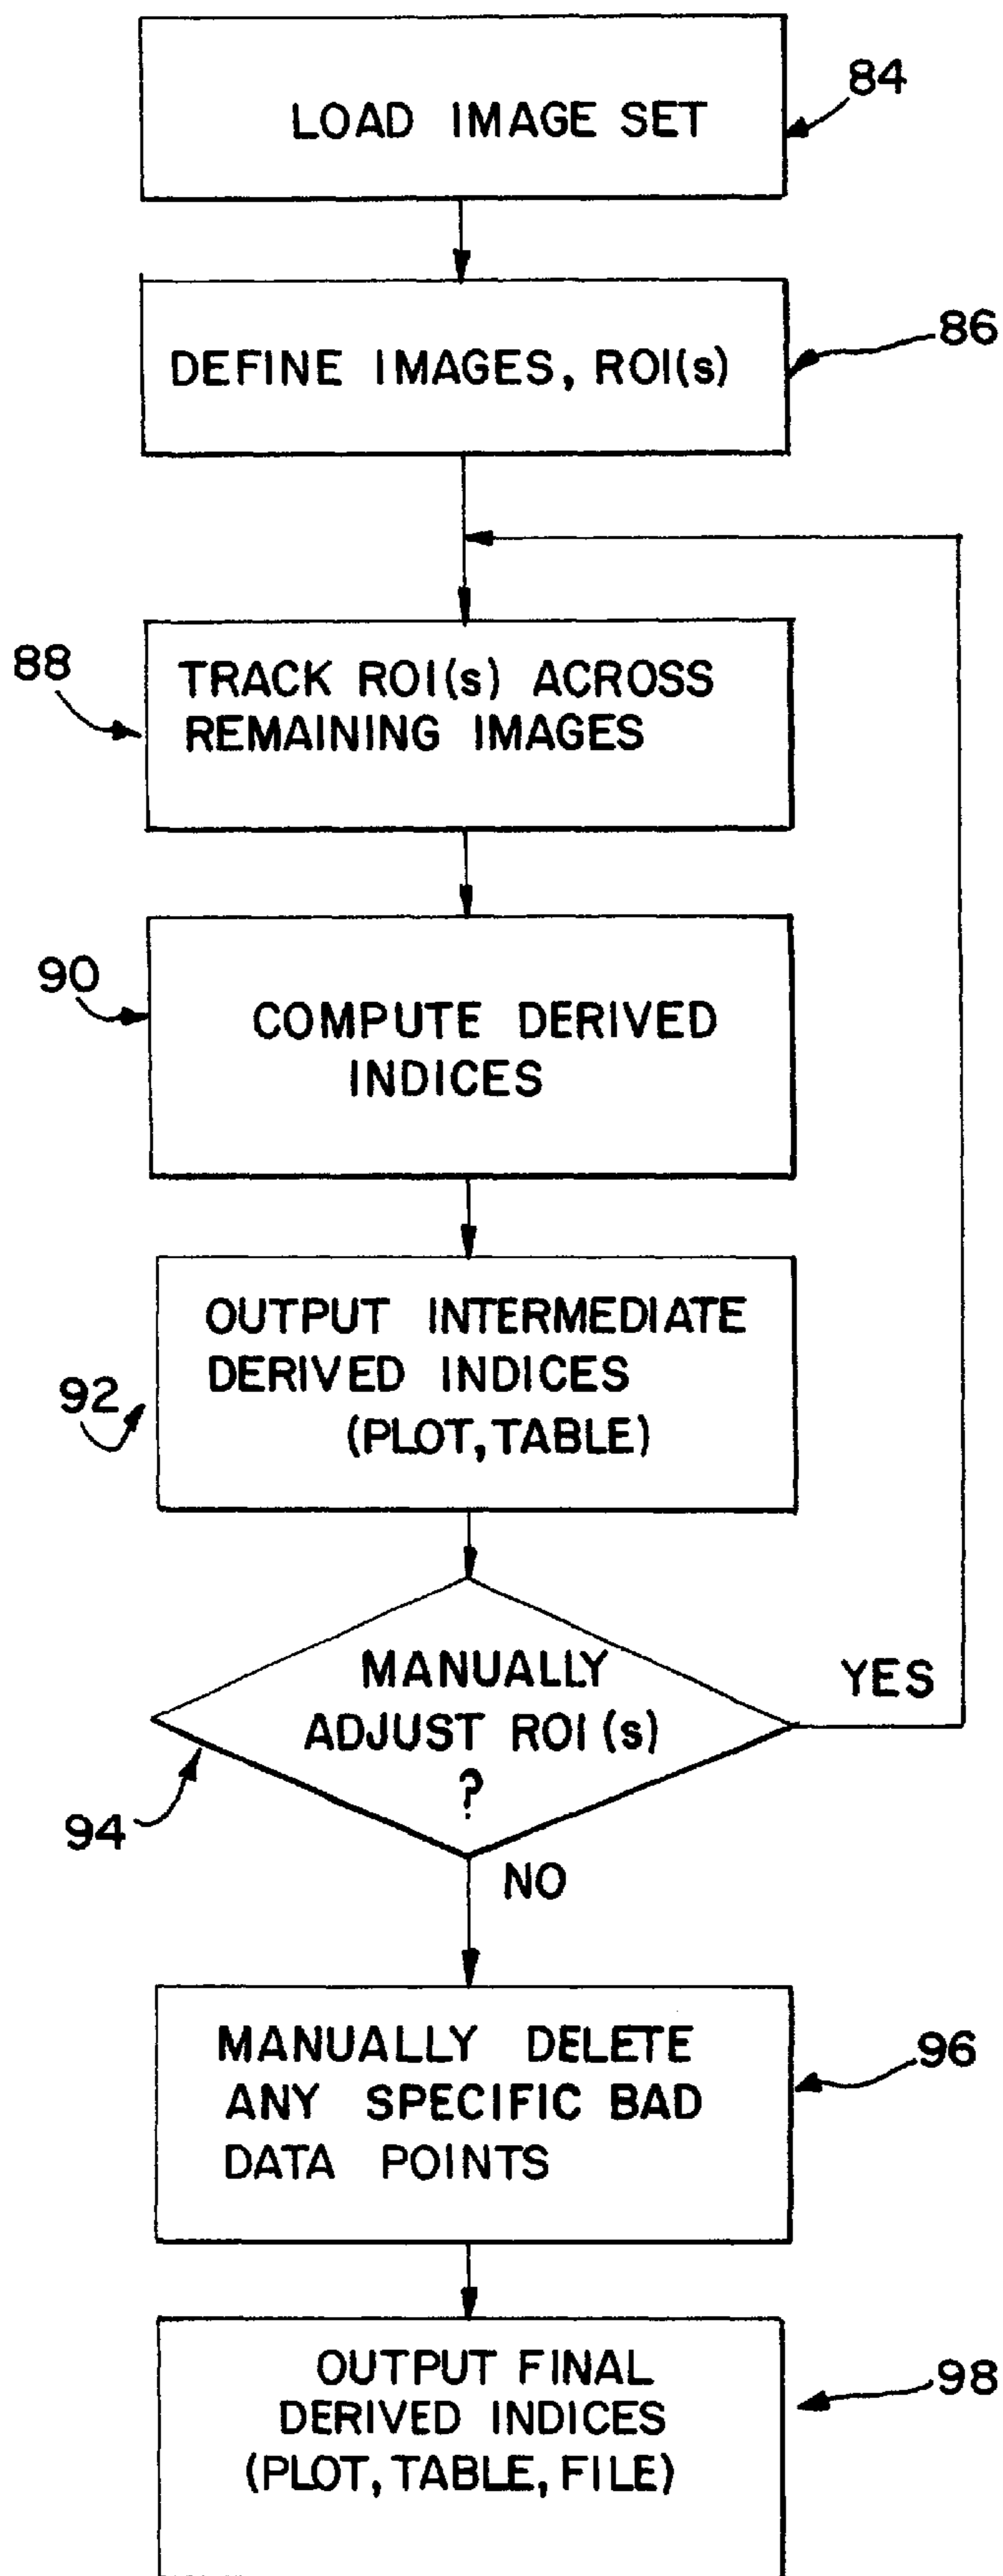 84
LOAD IMAGE SET
86
DEFINE IMAGES, ROI(s)
88
TRACK ROI(s) ACROSS
REMAINING IMAGES
90
COMPUTE DERIVED
INDICES
OUTPUT INTERMEDIATE
DERIVED INDICES
92
(PLOT, TABLE)
MANUALLY
YES
ADJUST ROI(s)
?
94
NO
MANUALLY DELETE
96
ANY SPECIFIC BAD
DATA POINTS
OUTPUT FINAL
98
DERIVED INDICES
(PLOT, TABLE, FILE)